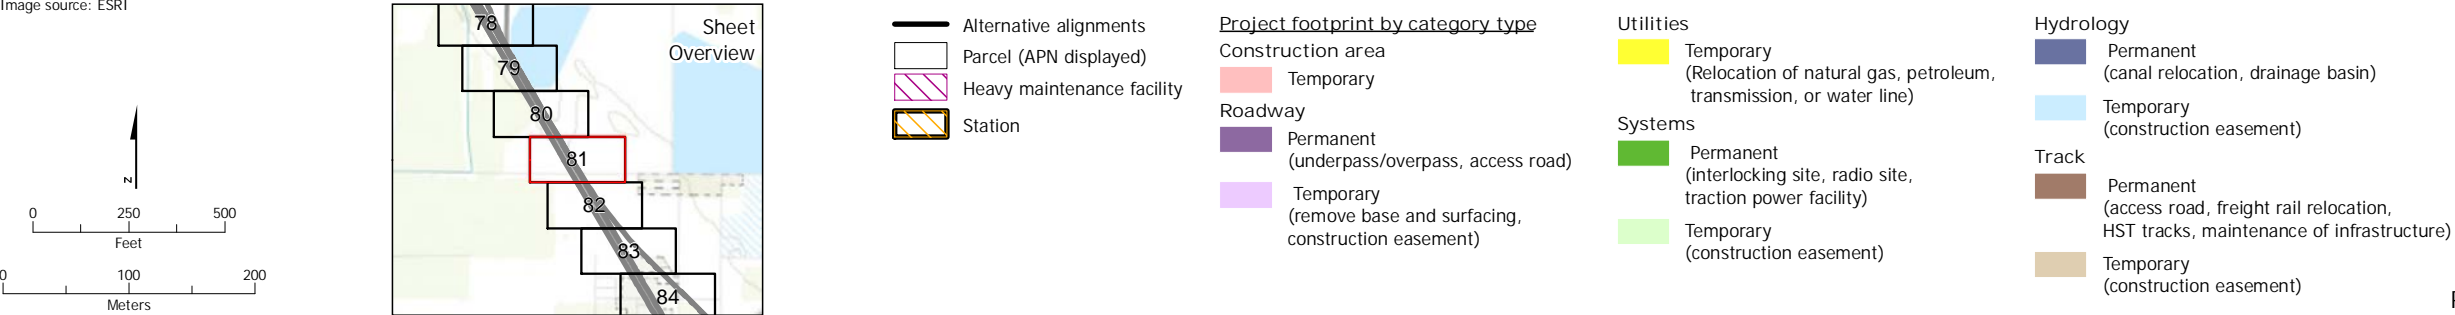 Image source: ESRI
N
0 250 500
Feet
0 100 200
Meters
Sheet
Overview
78
79
80
81
82
83
84
Alternative alignments
Parcel (APN displayed)
Heavy maintenance facility
Station
Project footprint by category type
Construction area
Temporary
Roadway
Permanent
(underpass/overpass, access road)
Temporary
(remove base and surfacing,
construction easement)
Utilities
Temporary
(Relocation of natural gas, petroleum,
transmission, or water line)
Systems
Permanent
(interlocking site, radio site,
traction power facility)
Temporary
(construction easement)
Hydrology
Permanent
(canal relocation, drainage basin)
Temporary
(construction easement)
Track
Permanent
(access road, freight rail relocation,
HST tracks, maintenance of infrastructure)
Temporary
(construction easement)